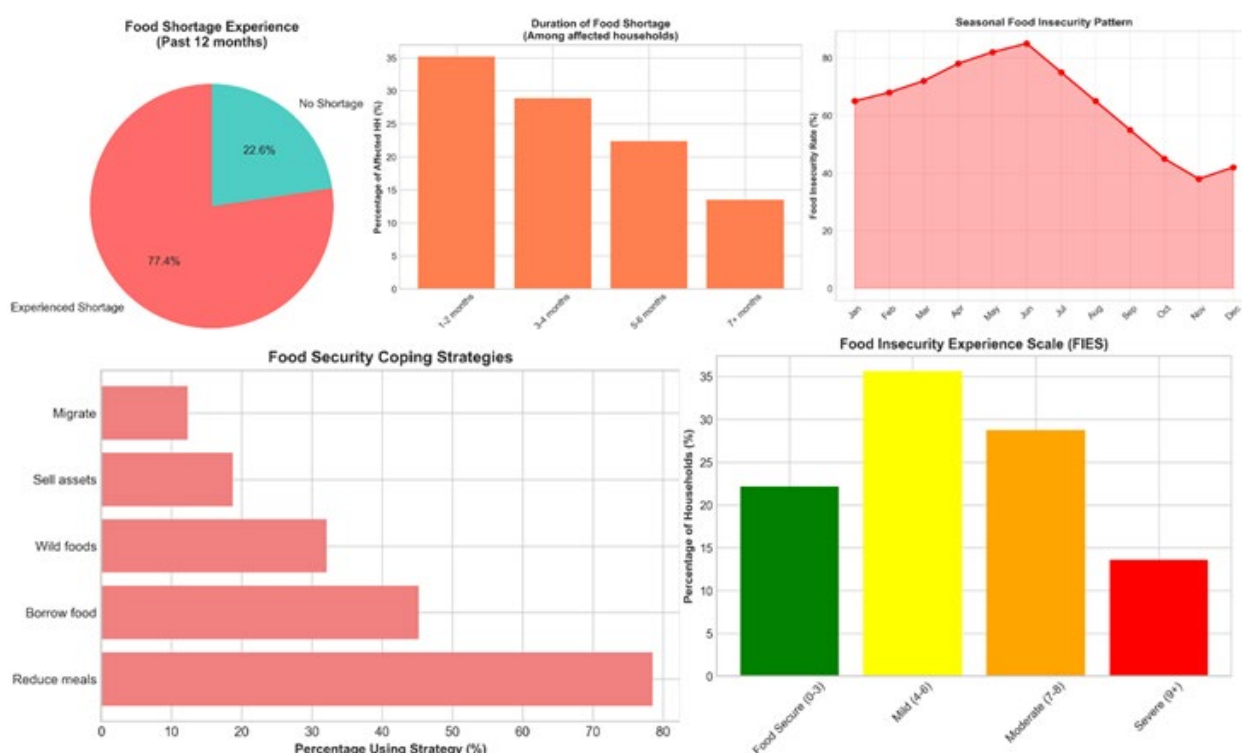 Food Shortage Experience
(Past 12 months)
No Shortage
22.6%
77.4%
Experienced Shortage
Duration of Food Shortage
(Among affected households)
Percentage of Affected HH (%)
35
30
25
20
15
10
5
0
1-2 months
3-4 months
5-6 months
7+ months
Seasonal Food Insecurity Pattern
Food Insecurity Rate (%)
80
60
40
20
0
Jan
Feb
Mar
Apr
May
Jun
Jul
Aug
Sep
Oct
Nov
Dec
Food Security Coping Strategies
Migrate
Sell assets
Wild foods
Borrow food
Reduce meals
0
10
20
30
40
50
60
70
80
Percentage Using Strategy (%)
Food Insecurity Experience Scale (FIES)
Percentage of Households (%)
35
30
25
20
15
10
5
0
Food Secure (0-3)
Mild (4-6)
Moderate (7-8)
Severe (9+)